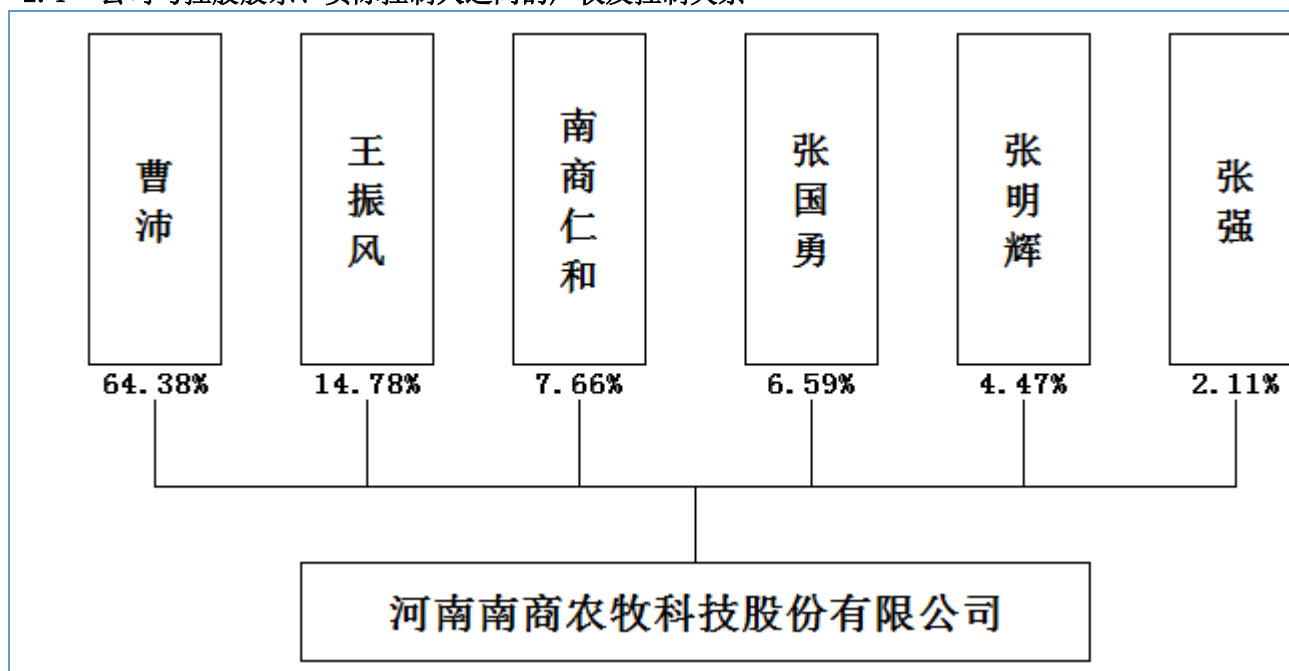 曹沛
王振风
南商仁和
张国勇
张明辉
张强
64.38%
14.78%
7.66%
6.59%
4.47%
2.11%
河南南商农牧科技股份有限公司